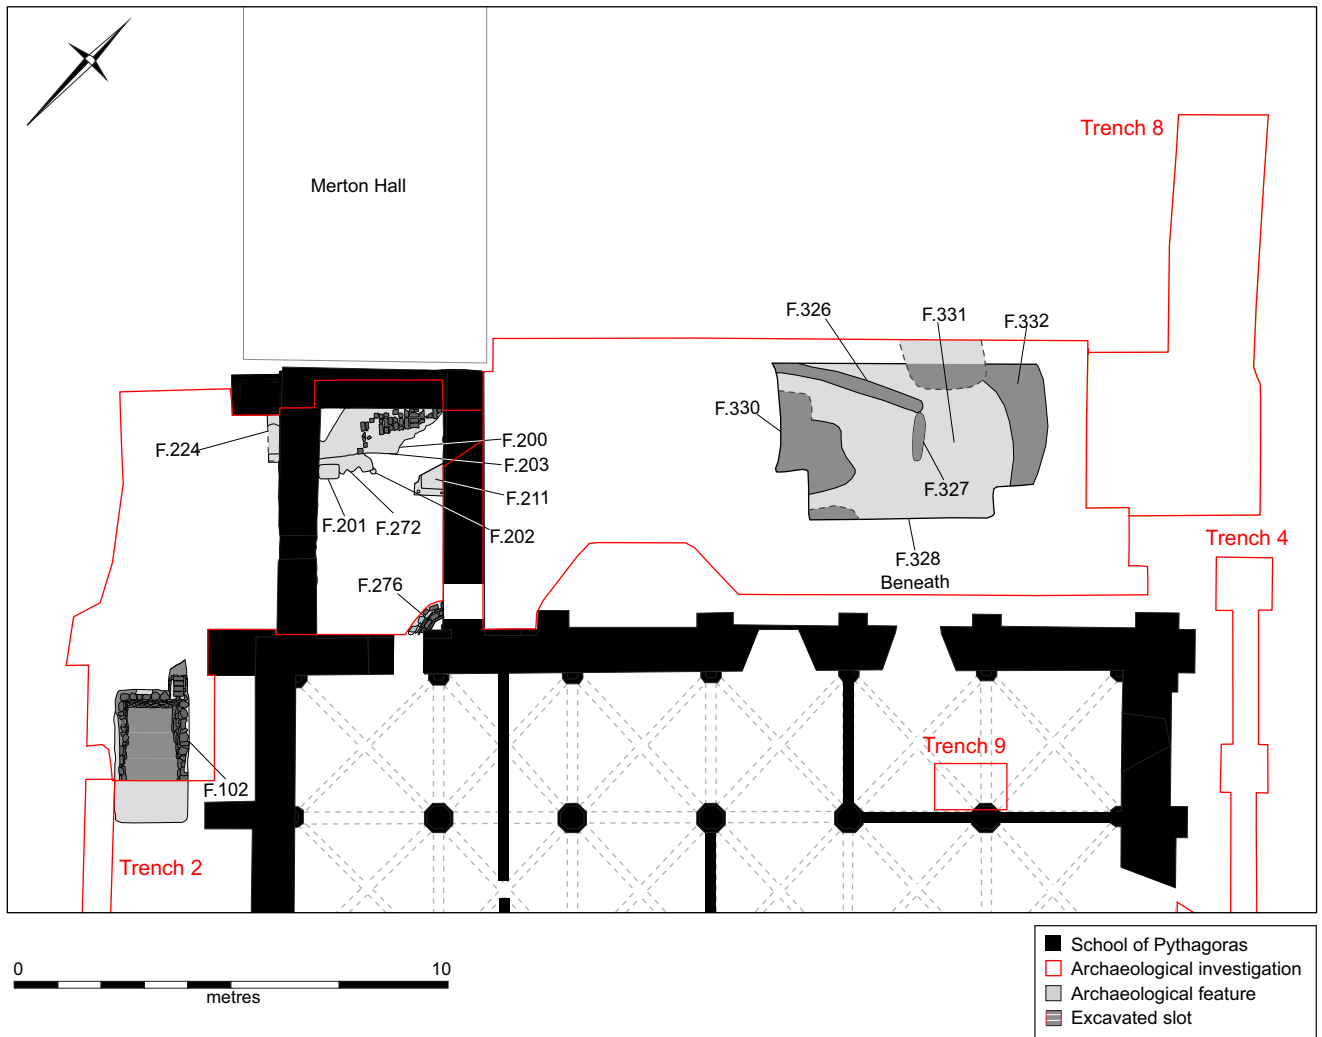 Trench 8
Merton Hall
F.326
F.331
F.332
F.330
F.224
F.200
F.203
F.211
F.201
F.272
F.202
F.327
F.328
Beneath
Trench 4
F.276
Trench 9
F.102
Trench 2
0
10
metres
School of Pythagoras
Archaeological investigation
Archaeological feature
Excavated slot